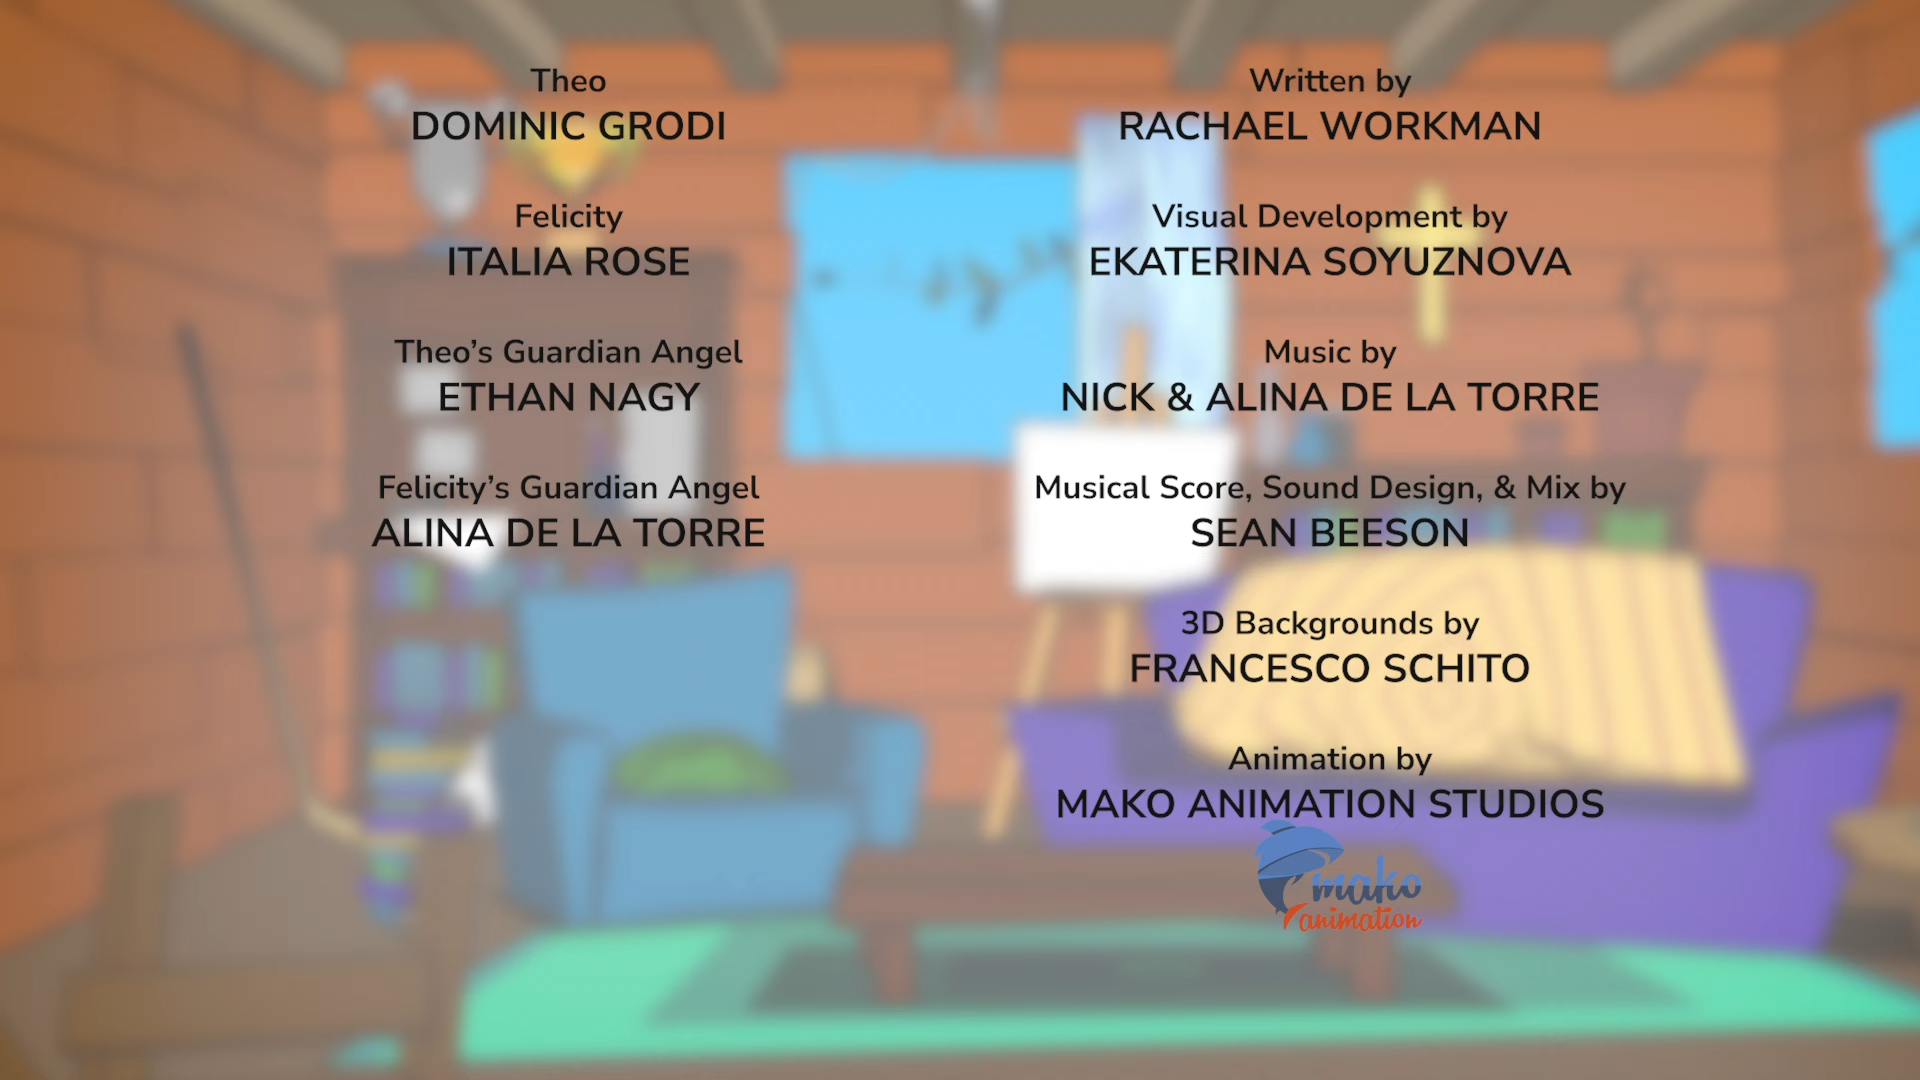 Theo
DOMINIC GRODI
Felicity
ITALIA ROSE
Theo's Guardian Angel
ETHAN NAGY
Felicity's Guardian Angel
ALINA DE LA TORRE
Written by
RACHAEL WORKMAN
Visual Development by
EKATERINA SOYUZNOVA
Music by
NICK & ALINA DE LA TORRE
Musical Score, Sound Design, & Mix by
SEAN BEESON
3D Backgrounds by
FRANCESCO SCHITO
Animation by
MAKO ANIMATION STUDIOS
mako
animation